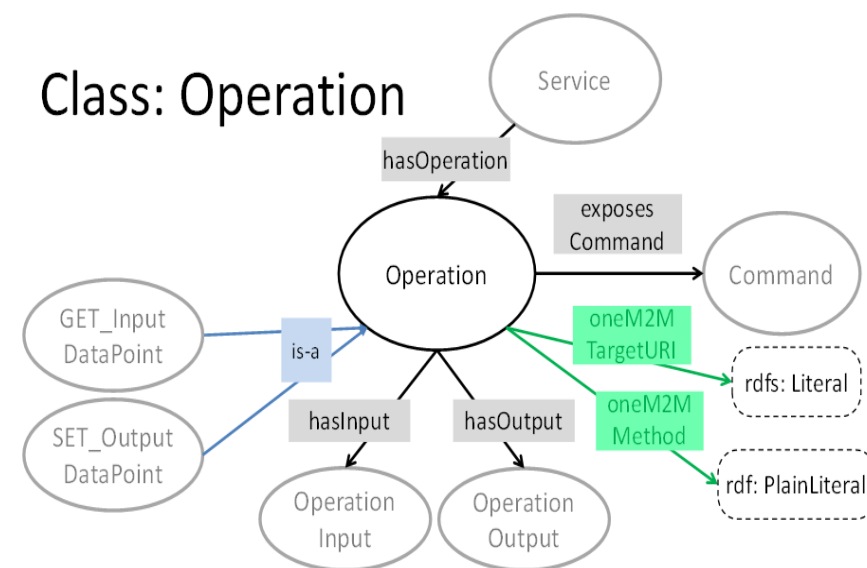 Class: Operation
Service
hasOperation
exposes
Command
Operation
Command
GET_Input
DataPoint
is-a
oneM2M
TargetURI
rdfs: Literal
SET_Output
DataPoint
hasInput
hasOutput
oneM2M
Method
rdf: PlainLiteral
Operation
Input
Operation
Output